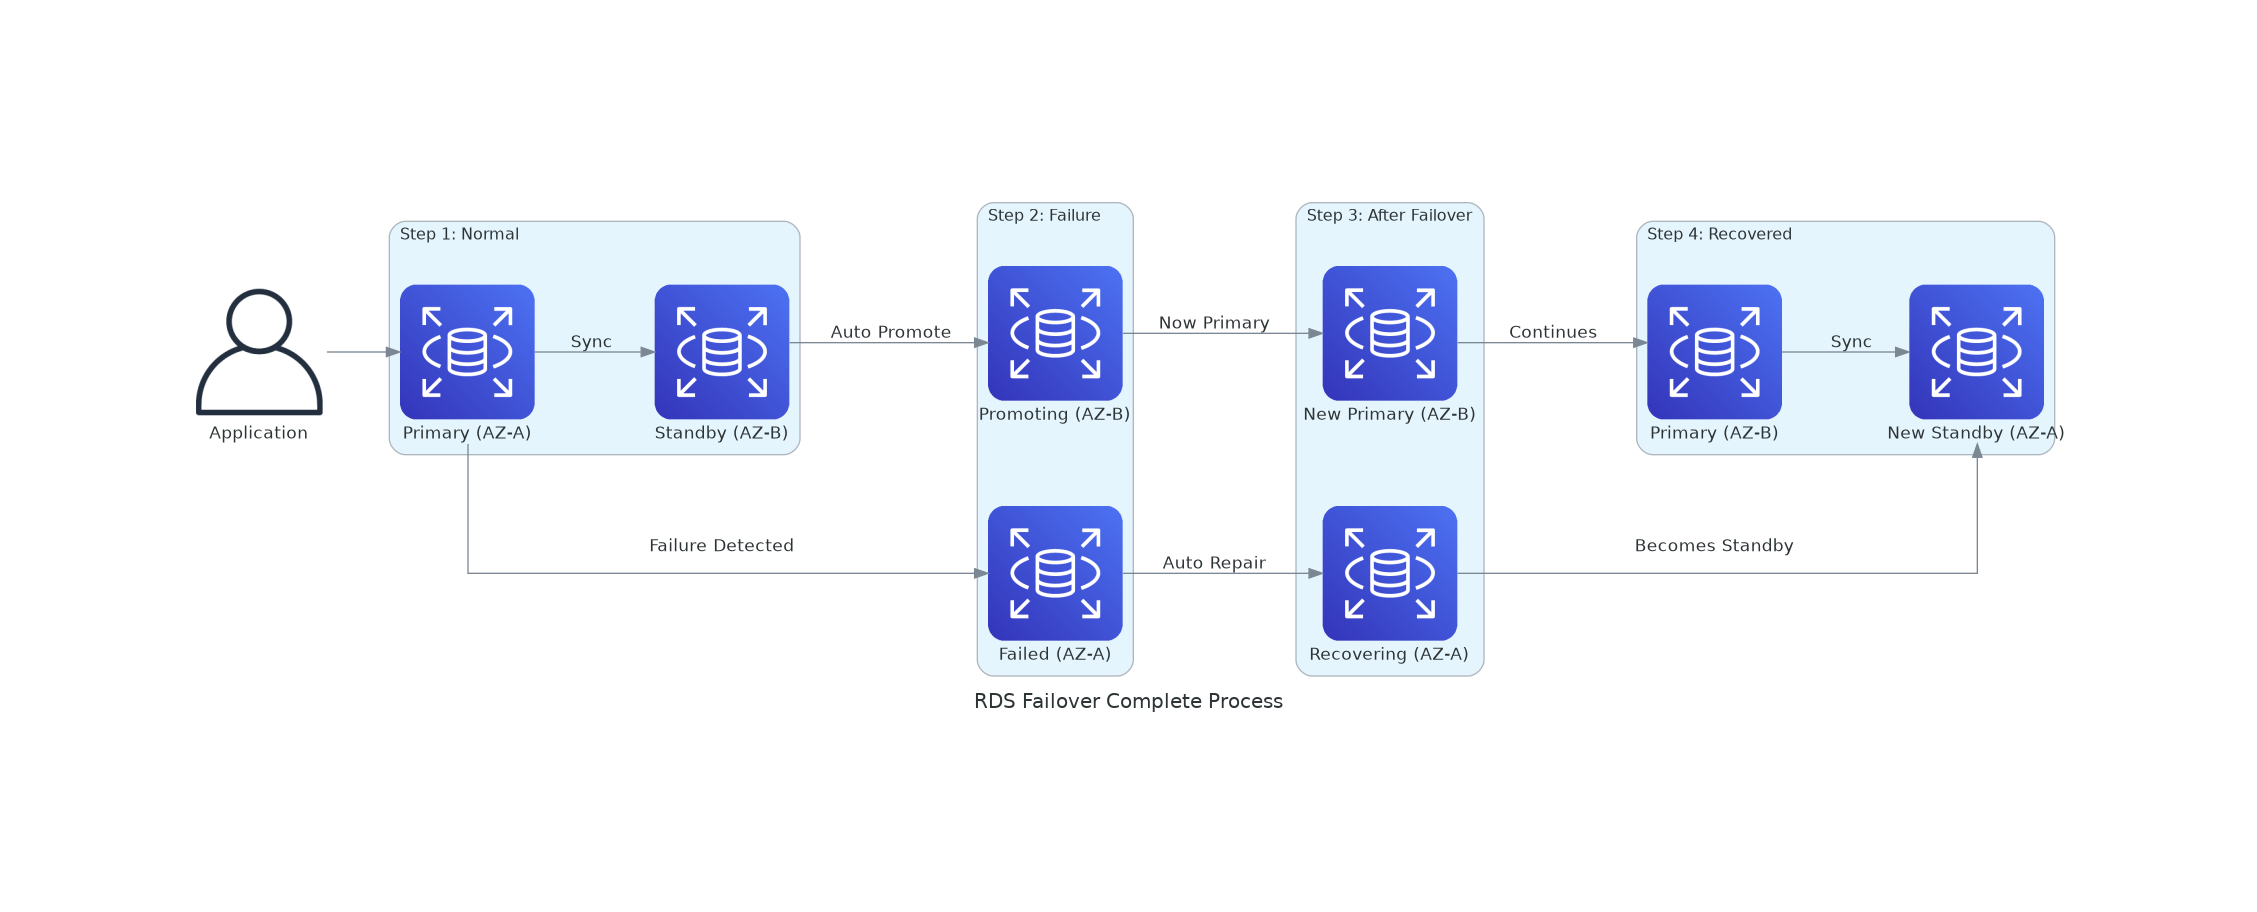 Application
Step 1: Normal
Primary (AZ-A)
Sync
Standby (AZ-B)
Auto Promote
Failure Detected
Step 2: Failure
Promoting (AZ-B)
Failed (AZ-A)
Now Primary
Auto Repair
Step 3: After Failover
New Primary (AZ-B)
Recovering (AZ-A)
Continues
Becomes Standby
Step 4: Recovered
Primary (AZ-B)
Sync
New Standby (AZ-A)
RDS Failover Complete Process